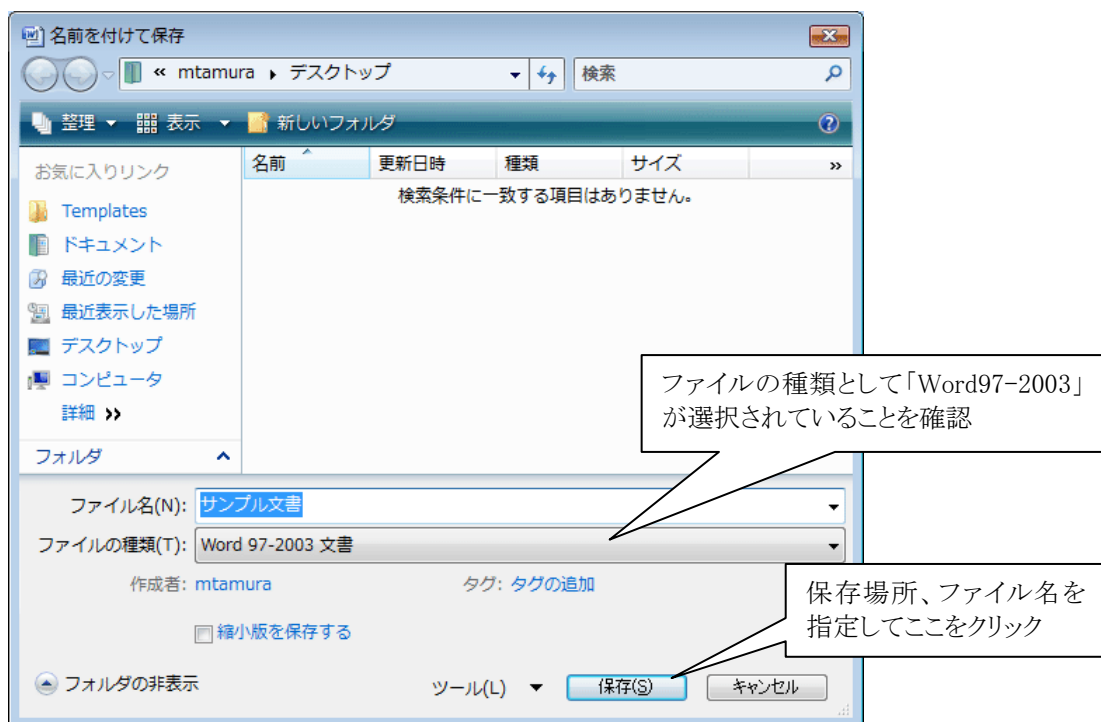 名前を付けて保存
« mtamura ▸ デスクトップ
検索
整理 表示 新しいフォルダ
お気に入りリンク
名前 更新日時 種類 サイズ »
検索条件に一致する項目はありません。
Templates
ドキュメント
最近の変更
最近表示した場所
デスクトップ
コンピュータ
詳細 »
フォルダ
ファイルの種類として「Word97-2003」
が選択されていることを確認
ファイル名(N): サンプル文書
ファイルの種類(T): Word 97-2003 文書
作成者: mtamura タグ: タグの追加
縮小版を保存する
保存場所、ファイル名を
指定してここをクリック
フォルダの非表示 ツール(L) 保存(S) キャンセル